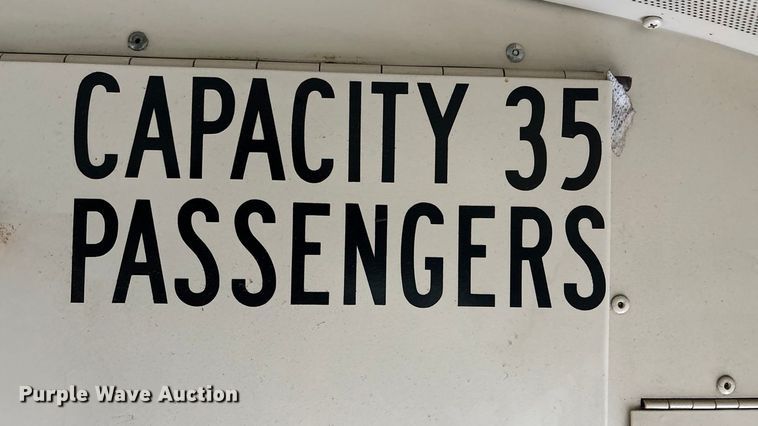 CAPACITY 35
PASSENGERS
Purple Wave Auction